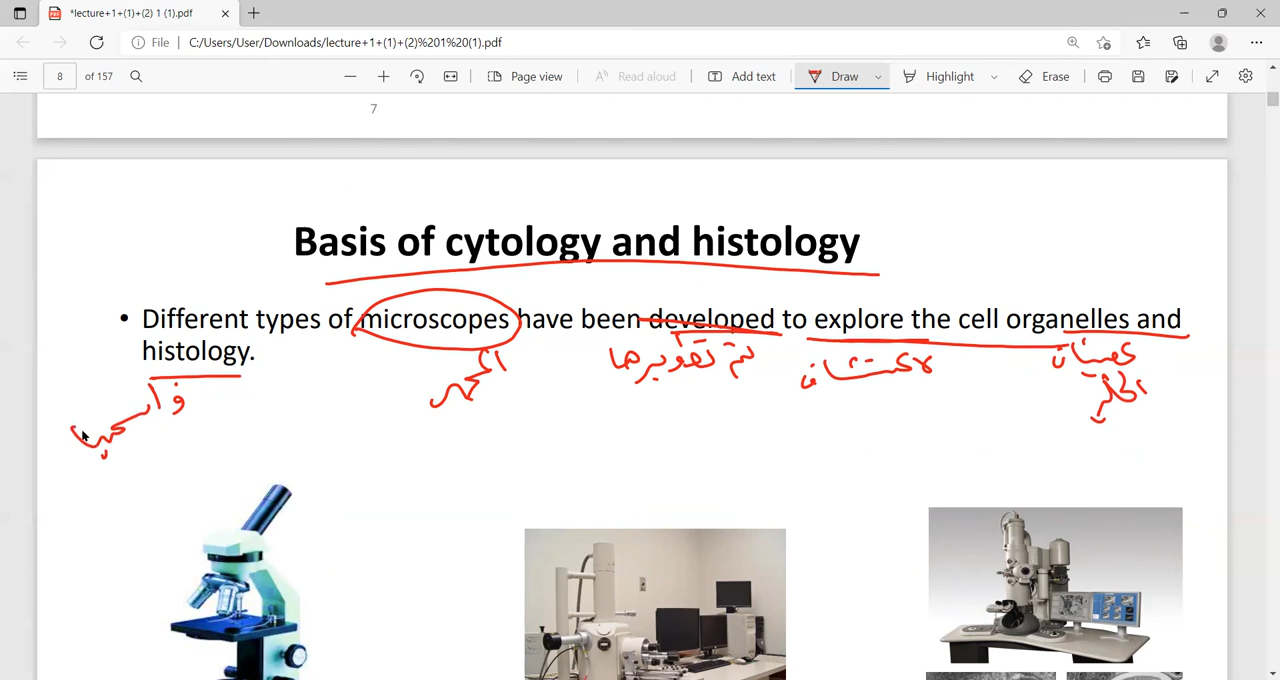 *lecture+1+(1)+(2) 1 (1).pdf
File C:/Users/User/Downloads/lecture+1+(1)+(2)%201%20(1).pdf
8 of 157 Page view Read aloud Add text Draw Highlight Erase
7
Basis of cytology and histology
• Different types of microscopes have been developed to explore the cell organelles and
histology.
تم تطويرها